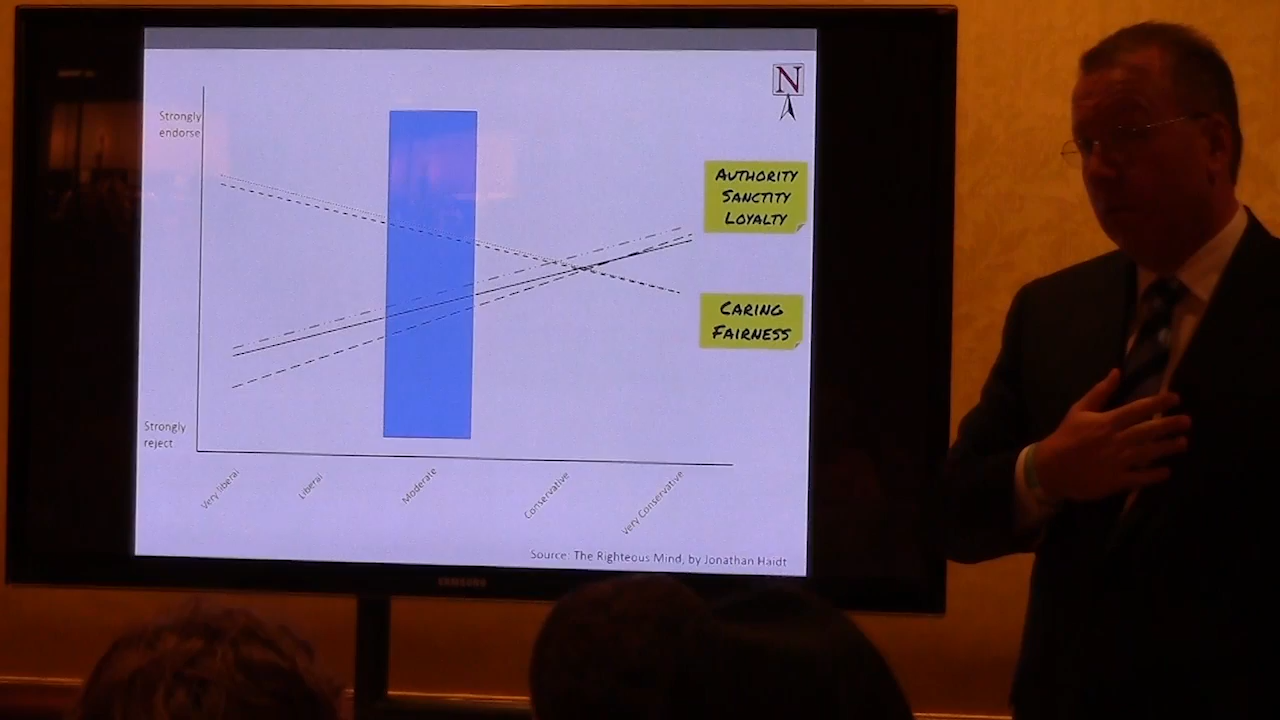 N
Strongly
endorse
AUTHORITY
SANCTITY
LOYALTY
CARING
FAIRNESS
Strongly
reject
Very liberal
Liberal
Moderate
Conservative
Very Conservative
Source: The Righteous Mind, by Jonathan Haidt
SAMSUNG